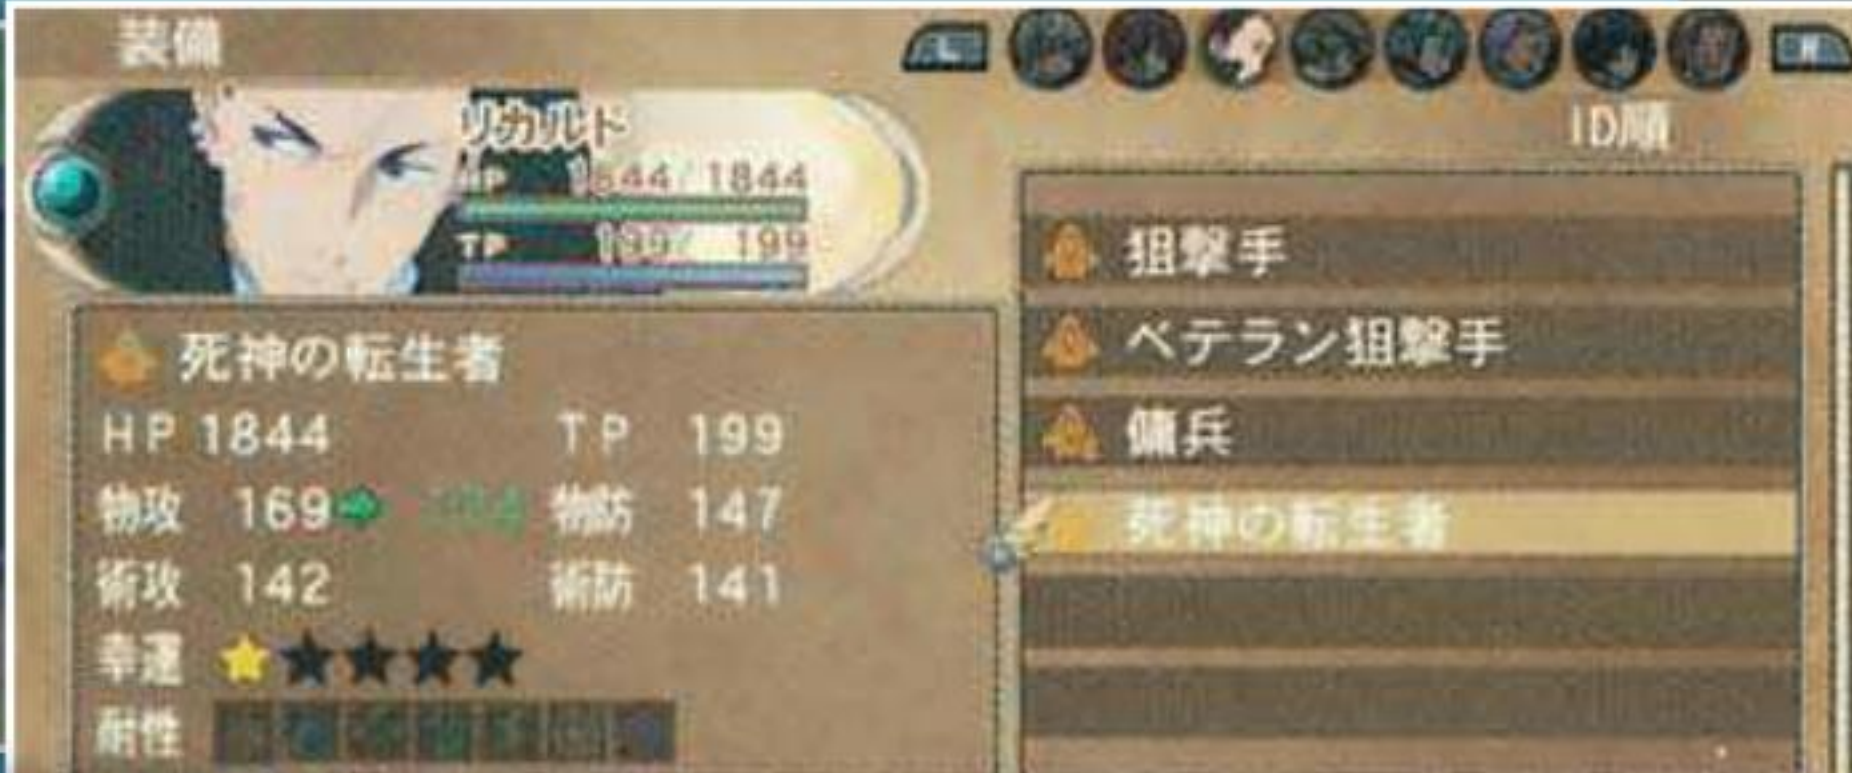 装備
L
R
リカルド
ID順
HP 1844/1844
TP 199/ 199
狙撃手
ベテラン狙撃手
傭兵
死神の転生者
死神の転生者
HP 1844 TP 199
物攻 169 物防 147
術攻 142 術防 141
幸運
耐性